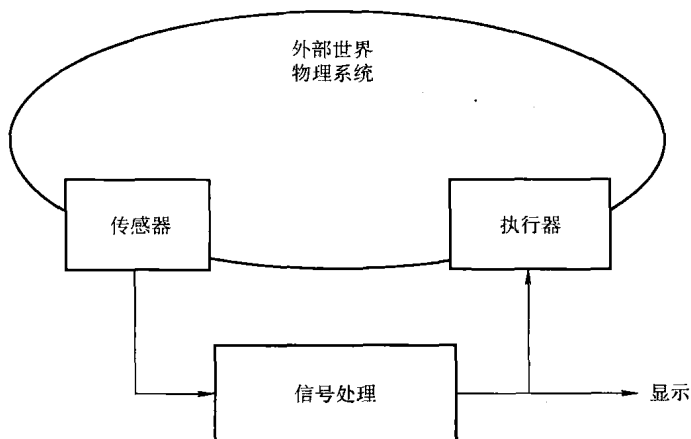 外部世界
物理系统
传感器
执行器
信号处理
显示